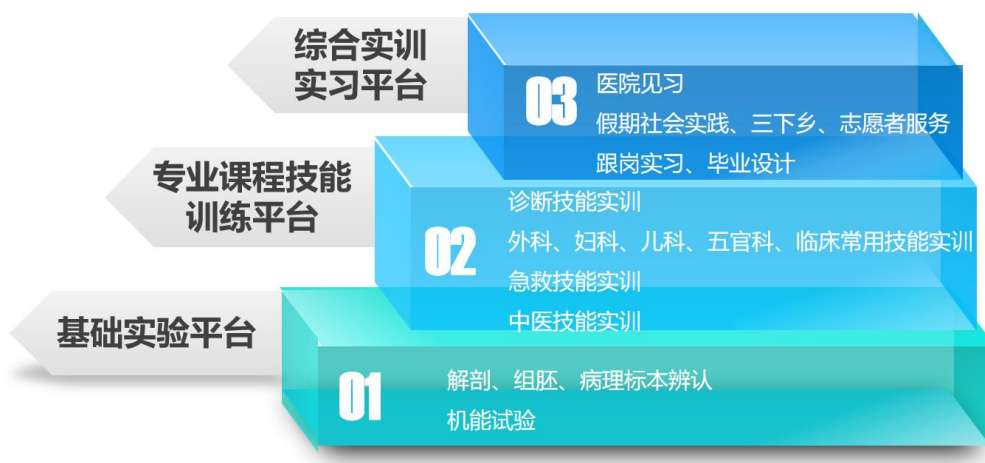 综合实训
实习平台
03
医院见习
假期社会实践、三下乡、志愿者服务
跟岗实习、毕业设计
专业课程技能
训练平台
02
诊断技能实训
外科、妇科、儿科、五官科、临床常用技能实训
急救技能实训
中医技能实训
基础实验平台
01
解剖、组胚、病理标本辨认
机能试验